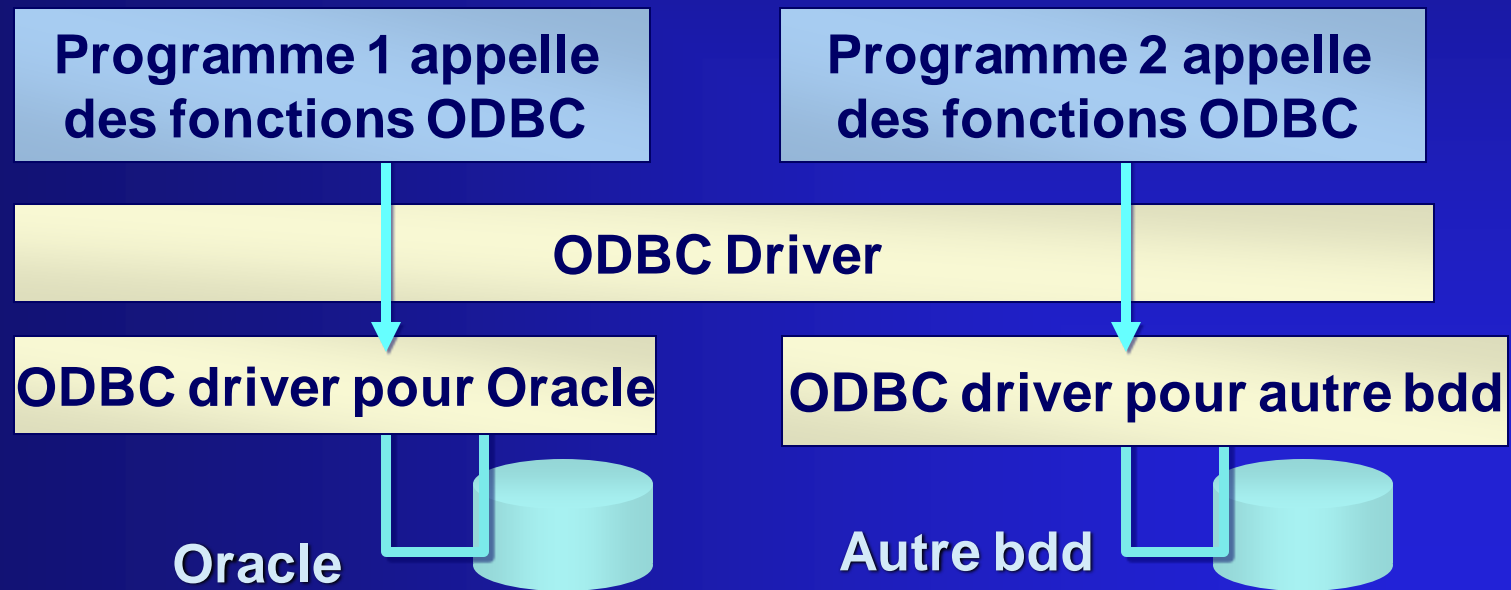 Programme 1 appelle
des fonctions ODBC
Programme 2 appelle
des fonctions ODBC
ODBC Driver
ODBC driver pour Oracle
ODBC driver pour autre bdd
Oracle
Autre bdd